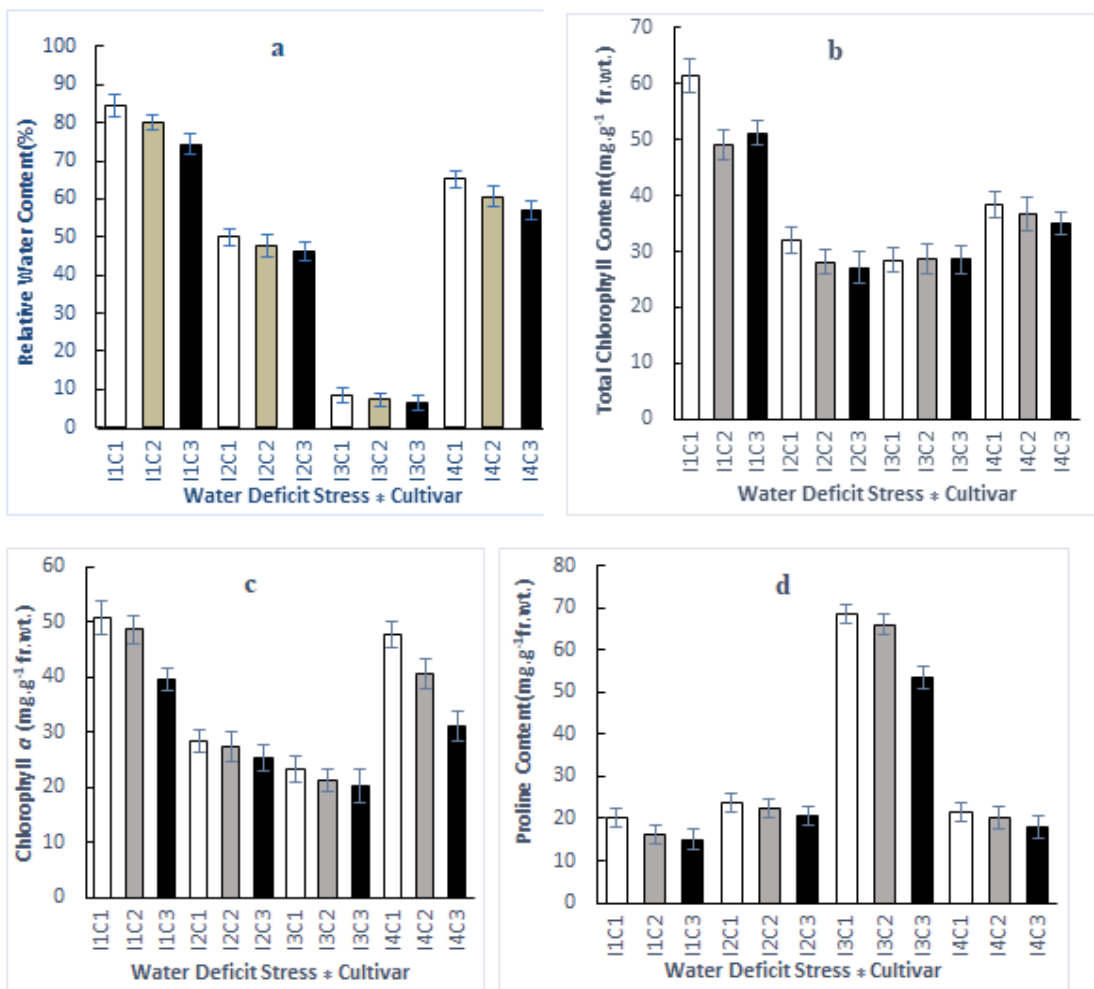 a
Relative Water Content(%)
100
90
80
70
60
50
40
30
20
10
0
I1C1
I1C2
I1C3
I2C1
I2C2
I2C3
I3C1
I3C2
I3C3
I4C1
I4C2
I4C3
Water Deficit Stress * Cultivar
b
Total Chlorophyll Content(mg.g⁻¹ fr.wt.)
70
60
50
40
30
20
10
0
I1C1
I1C2
I1C3
I2C1
I2C2
I2C3
I3C1
I3C2
I3C3
I4C1
I4C2
I4C3
Water Deficit Stress * Cultivar
c
Chlorophyll a (mg.g⁻¹ fr.wt.)
60
50
40
30
20
10
0
I1C1
I1C2
I1C3
I2C1
I2C2
I2C3
I3C1
I3C2
I3C3
I4C1
I4C2
I4C3
Water Deficit Stress * Cultivar
d
Proline Content(mg.g⁻¹fr.wt.)
80
70
60
50
40
30
20
10
0
I1C1
I1C2
I1C3
I2C1
I2C2
I2C3
I3C1
I3C2
I3C3
I4C1
I4C2
I4C3
Water Deficit Stress * Cultivar